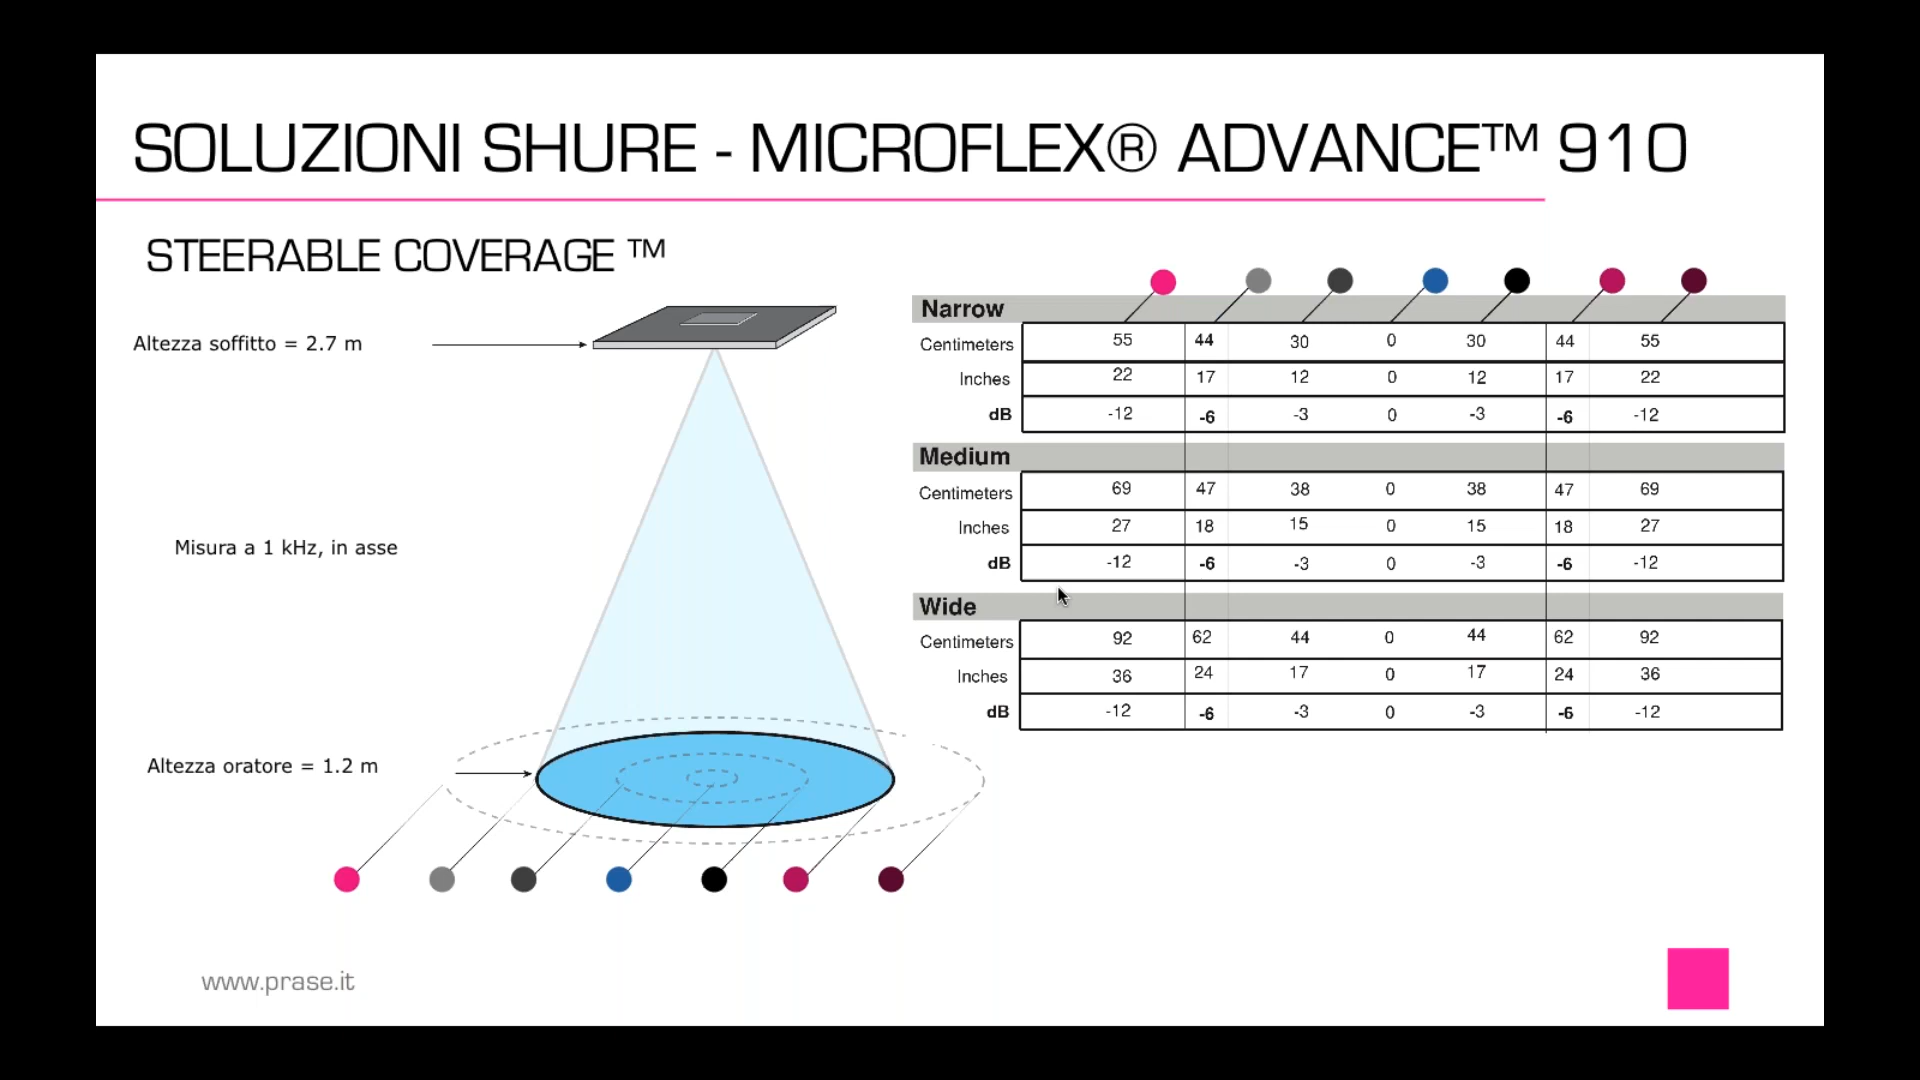 SOLUZIONI SHURE - MICROFLEX® ADVANCE™ 910
STEERABLE COVERAGE ™
Altezza soffitto = 2.7 m
Misura a 1 kHz, in asse
Altezza oratore = 1.2 m
Narrow
Centimeters 55 44 30 0 30 44 55
Inches 22 17 12 0 12 17 22
dB -12 -6 -3 0 -3 -6 -12
Medium
Centimeters 69 47 38 0 38 47 69
Inches 27 18 15 0 15 18 27
dB -12 -6 -3 0 -3 -6 -12
Wide
Centimeters 92 62 44 0 44 62 92
Inches 36 24 17 0 17 24 36
dB -12 -6 -3 0 -3 -6 -12
www.prase.it